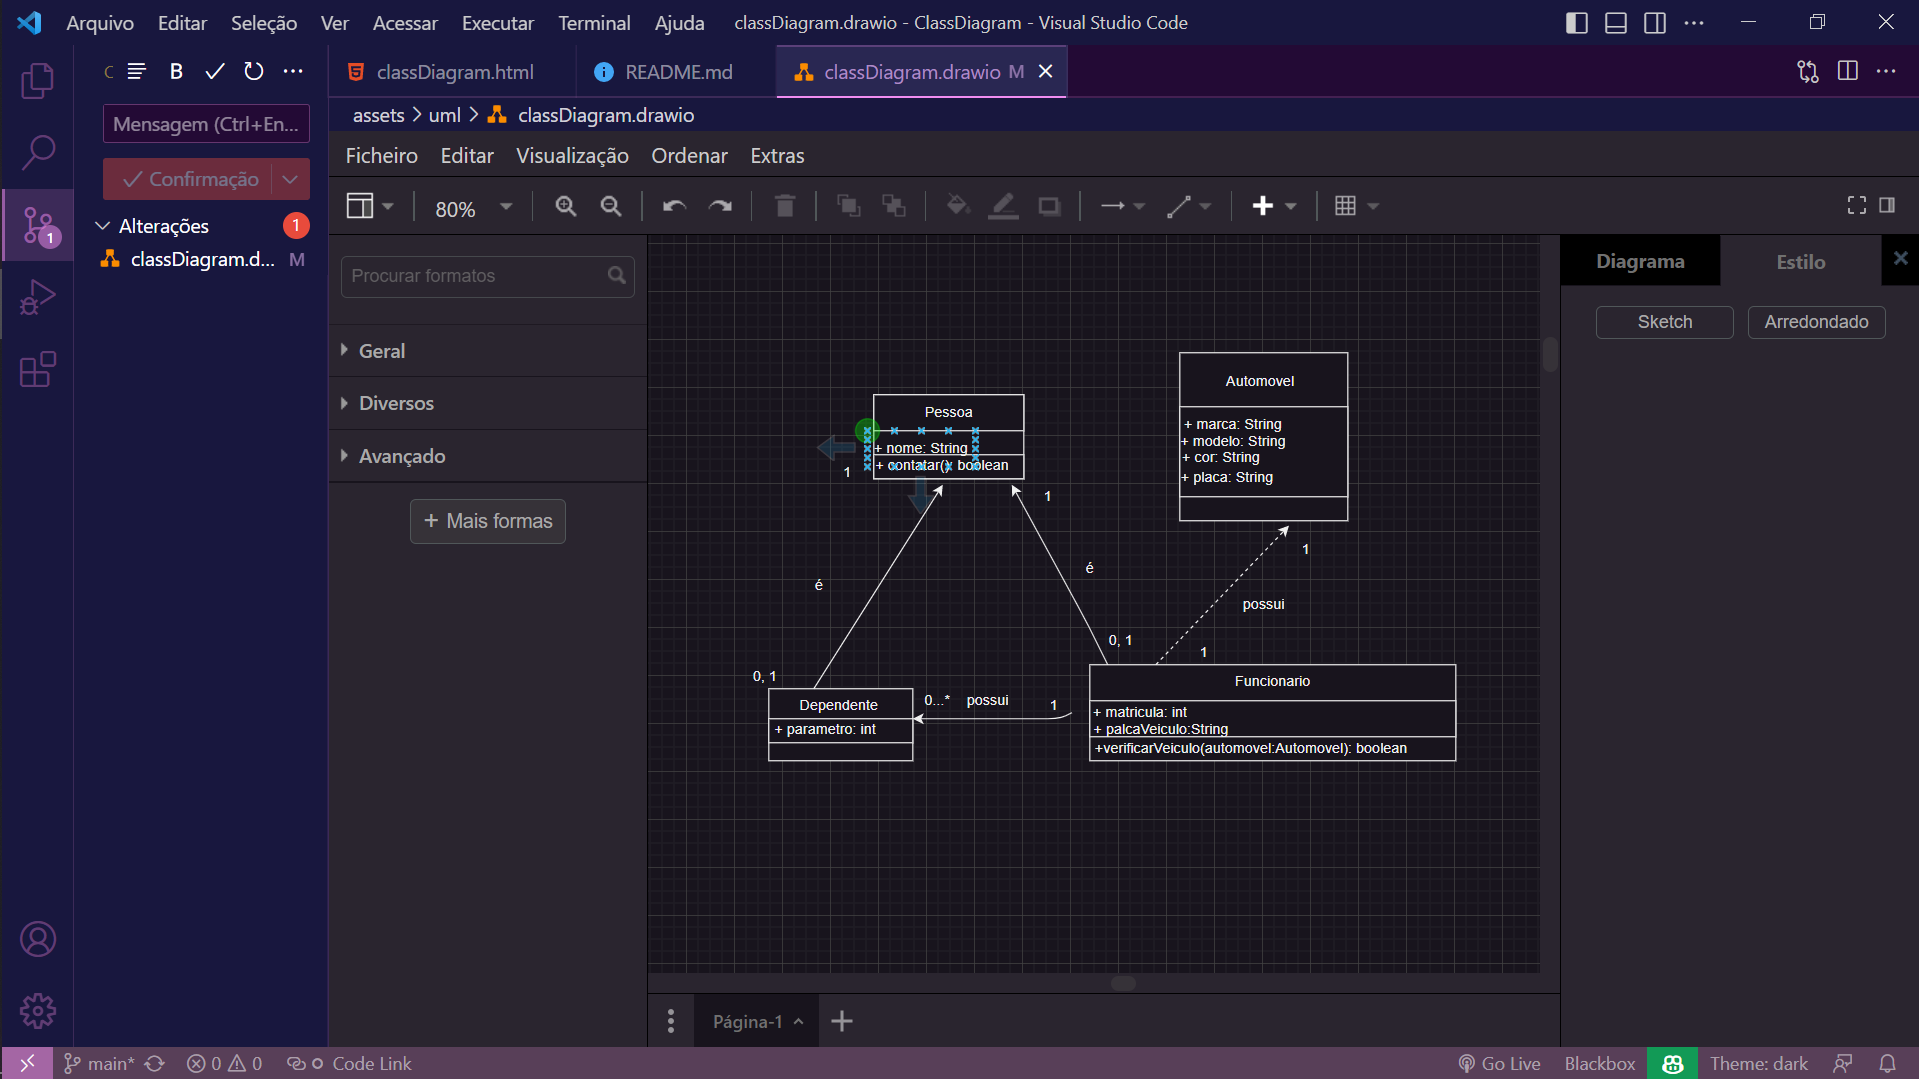 Arquivo Editar Seleção Ver Acessar Executar Terminal Ajuda classDiagram.drawio - ClassDiagram - Visual Studio Code
C B
classDiagram.html README.md classDiagram.drawio M
Mensagem (Ctrl+En...
assets > uml > classDiagram.drawio
Ficheiro Editar Visualização Ordenar Extras
Confirmação
80%
Alterações 1
1
classDiagram.d... M
Procurar formatos
Geral
Diversos
Avançado
+ Mais formas
Diagrama Estilo
Sketch Arredondado
Pessoa
+ nome: String
+ contatar(): boolean
Automovel
+ marca: String
+ modelo: String
+ cor: String
+ placa: String
1
1
1
é
é
possui
0, 1
1
0, 1
Dependente
+ parametro: int
0...* possui 1
Funcionario
+ matricula: int
+ palcaVeiculo:String
+verificarVeiculo(automovel:Automovel): boolean
Página-1
main* 0 0 Code Link Go Live Blackbox Theme: dark